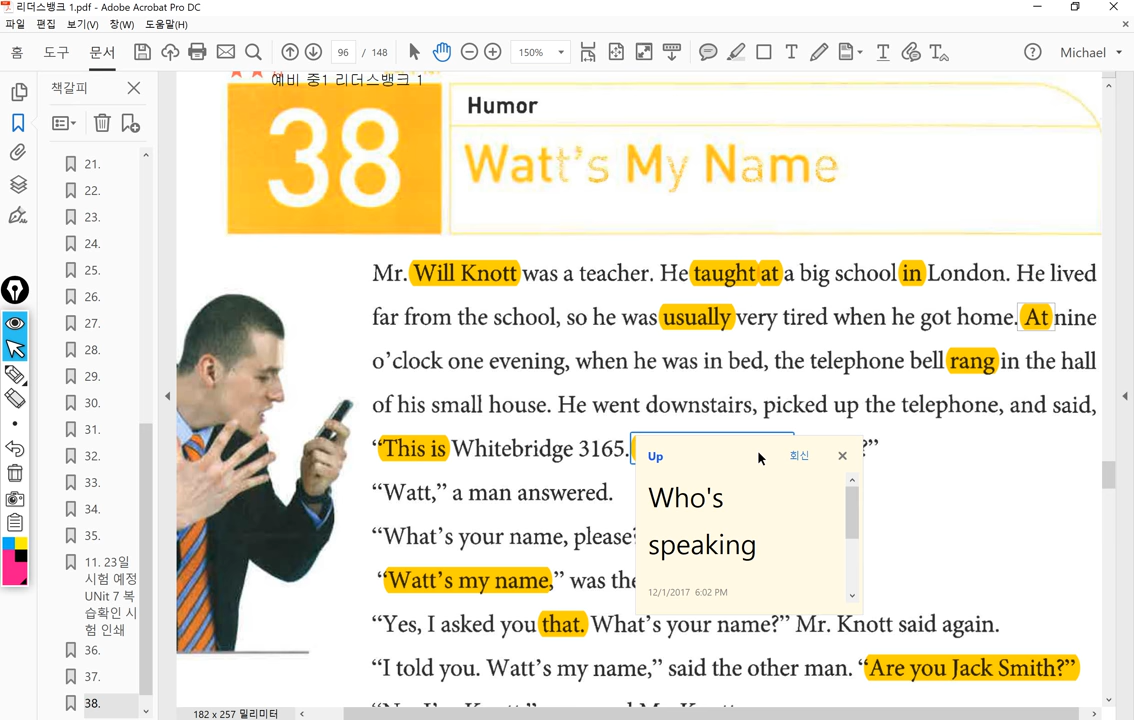 리더스뱅크 1.pdf - Adobe Acrobat Pro DC
파일 편집 보기(V) 창(W) 도움말(H)
홈 도구 문서 96 / 148 150% Michael
책갈피
21.
22.
23.
24.
25.
26.
27.
28.
29.
30.
31.
32.
33.
34.
35.
11. 23일
시험 예정
UNit 7 복
습확인 시
험 인쇄
36.
37.
38.
예비 중1 리더스뱅크 1
38
Humor
Watt's My Name
Mr. Will Knott was a teacher. He taught at a big school in London. He lived
far from the school, so he was usually very tired when he got home. At nine
o'clock one evening, when he was in bed, the telephone bell rang in the hall
of his small house. He went downstairs, picked up the telephone, and said,
“This is Whitebridge 3165. ?”
“Watt,” a man answered.
“What's your name, please?
“Watt's my name,” was the
“Yes, I asked you that. What's your name?” Mr. Knott said again.
“I told you. Watt's my name,” said the other man. “Are you Jack Smith?”
Up 회신
Who's
speaking
12/1/2017 6:02 PM
182 x 257 밀리미터